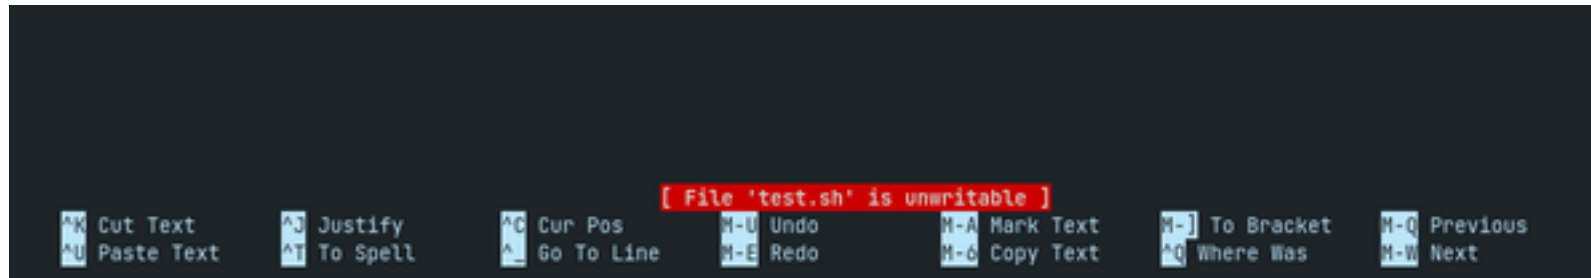 [ File 'test.sh' is unwritable ]
^K Cut Text ^J Justify ^C Cur Pos M-U Undo M-A Mark Text M-] To Bracket M-Q Previous
^U Paste Text ^T To Spell ^_ Go To Line M-E Redo M-6 Copy Text ^Q Where Was M-W Next